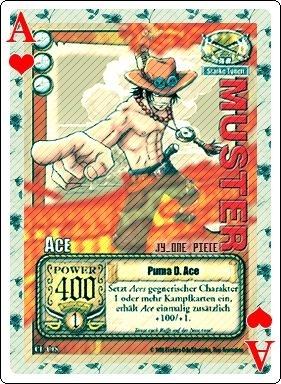 A
Starke Typen
MUSTER
ACE
JY_ONE PIECE
POWER
400
1
Puma D. Ace
Setzt Aces gegnerischer Charakter
1 oder mehr Kampfkarten ein,
erhält Ace einmalig zusätzlich
+100/+1.
A